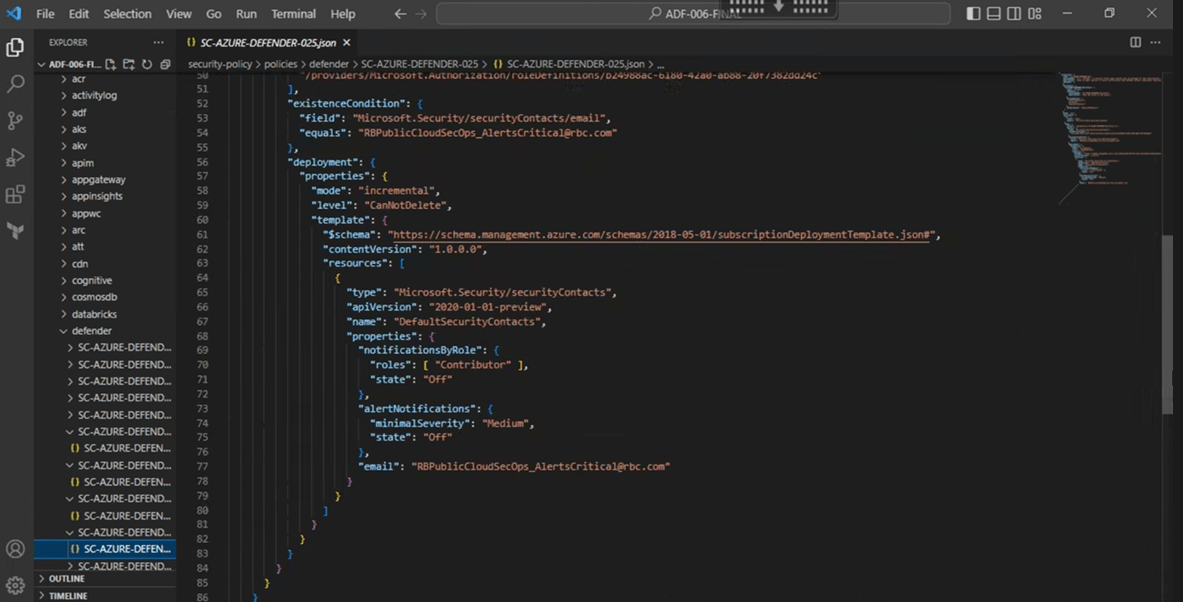 File Edit Selection View Go Run Terminal Help
ADF-006-FINAL
EXPLORER ...
SC-AZURE-DEFENDER-025.json
ADF-006-FI...
security-policy > policies > defender > SC-AZURE-DEFENDER-025 > {} SC-AZURE-DEFENDER-025.json > ...
acr
activitylog
adf
aks
akv
apim
appgateway
appinsights
appwc
arc
att
cdn
cognitive
cosmosdb
databricks
defender
SC-AZURE-DEFEND...
SC-AZURE-DEFEND...
SC-AZURE-DEFEND...
SC-AZURE-DEFEND...
SC-AZURE-DEFEND...
SC-AZURE-DEFEND...
{} SC-AZURE-DEFEN...
SC-AZURE-DEFEND...
{} SC-AZURE-DEFEN...
SC-AZURE-DEFEND...
{} SC-AZURE-DEFEN...
SC-AZURE-DEFEND...
{} SC-AZURE-DEFEN...
SC-AZURE-DEFEND...
OUTLINE
TIMELINE
50 "/providers/Microsoft.Authorization/roleDefinitions/b24988ac-6180-42a0-ab88-20f7382dd24c"
51 ],
52 "existenceCondition": {
53 "field": "Microsoft.Security/securityContacts/email",
54 "equals": "RBPublicCloudSecOps_AlertsCritical@rbc.com"
55 },
56 "deployment": {
57 "properties": {
58 "mode": "incremental",
59 "level": "CanNotDelete",
60 "template": {
61 "$schema": "https://schema.management.azure.com/schemas/2018-05-01/subscriptionDeploymentTemplate.json#",
62 "contentVersion": "1.0.0.0",
63 "resources": [
64 {
65 "type": "Microsoft.Security/securityContacts",
66 "apiVersion": "2020-01-01-preview",
67 "name": "DefaultSecurityContacts",
68 "properties": {
69 "notificationsByRole": {
70 "roles": [ "Contributor" ],
71 "state": "Off"
72 },
73 "alertNotifications": {
74 "minimalSeverity": "Medium",
75 "state": "Off"
76 },
77 "email": "RBPublicCloudSecOps_AlertsCritical@rbc.com"
78 }
79 }
80 ]
81 }
82 }
83 }
84 }
85 }
86 }